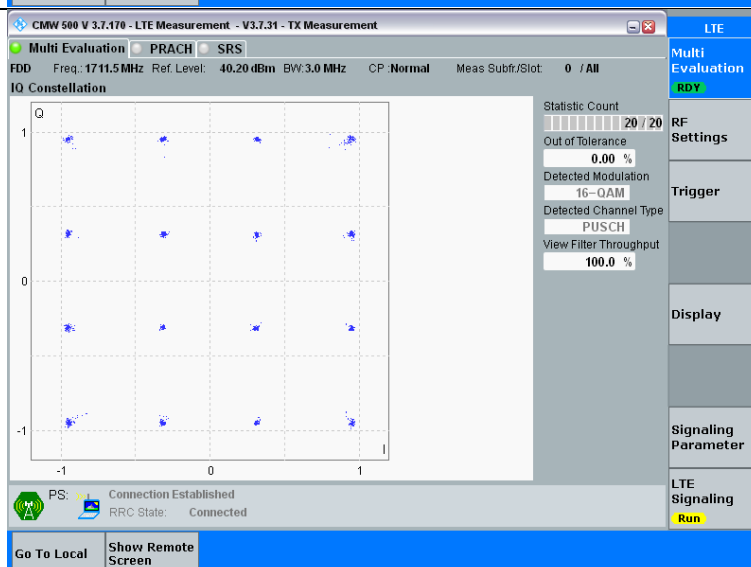 CMW 500 V 3.7.170 - LTE Measurement - V3.7.31 - TX Measurement
LTE
Multi Evaluation PRACH SRS
Multi
Evaluation
RDY
FDD Freq.: 1711.5 MHz Ref. Level: 40.20 dBm BW: 3.0 MHz CP : Normal Meas Subfr./Slot: 0 / All
IQ Constellation
Q
1
0
-1
-1 0 1
I
Statistic Count
20 / 20
Out of Tolerance
0.00 %
Detected Modulation
16-QAM
Detected Channel Type
PUSCH
View Filter Throughput
100.0 %
RF
Settings
Trigger
Display
Signaling
Parameter
LTE
Signaling
Run
PS: Connection Established
RRC State: Connected
Go To Local
Show Remote
Screen